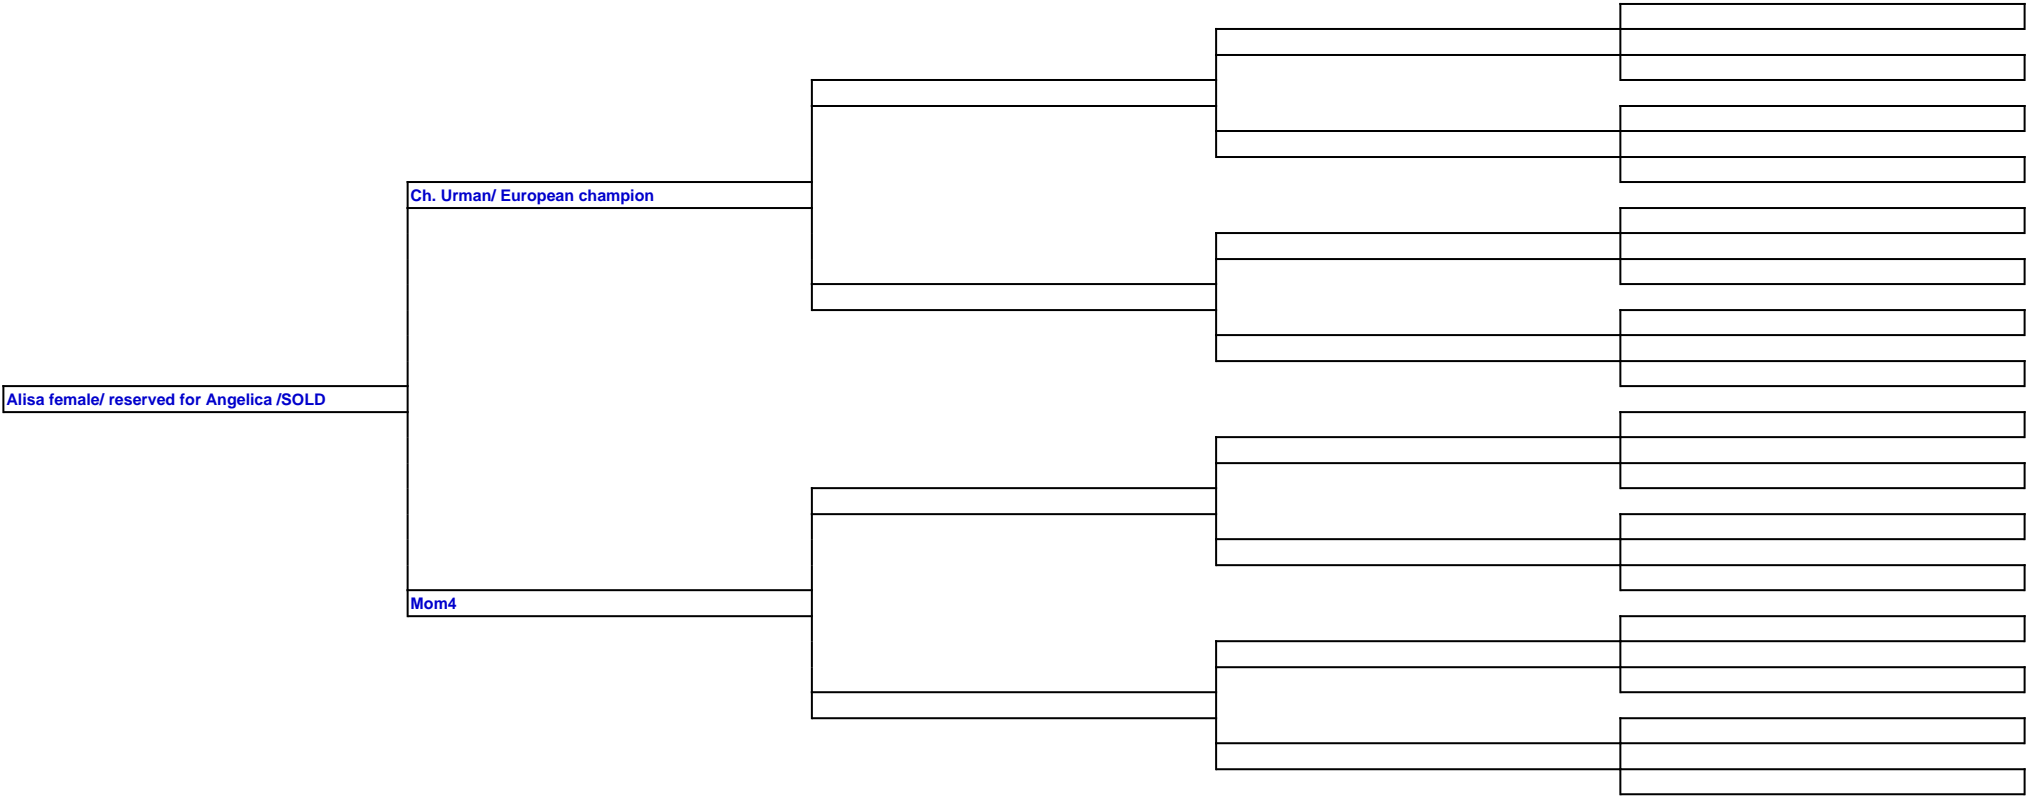 Ch. Urman/ European champion
Alisa female/ reserved for Angelica /SOLD
Mom4